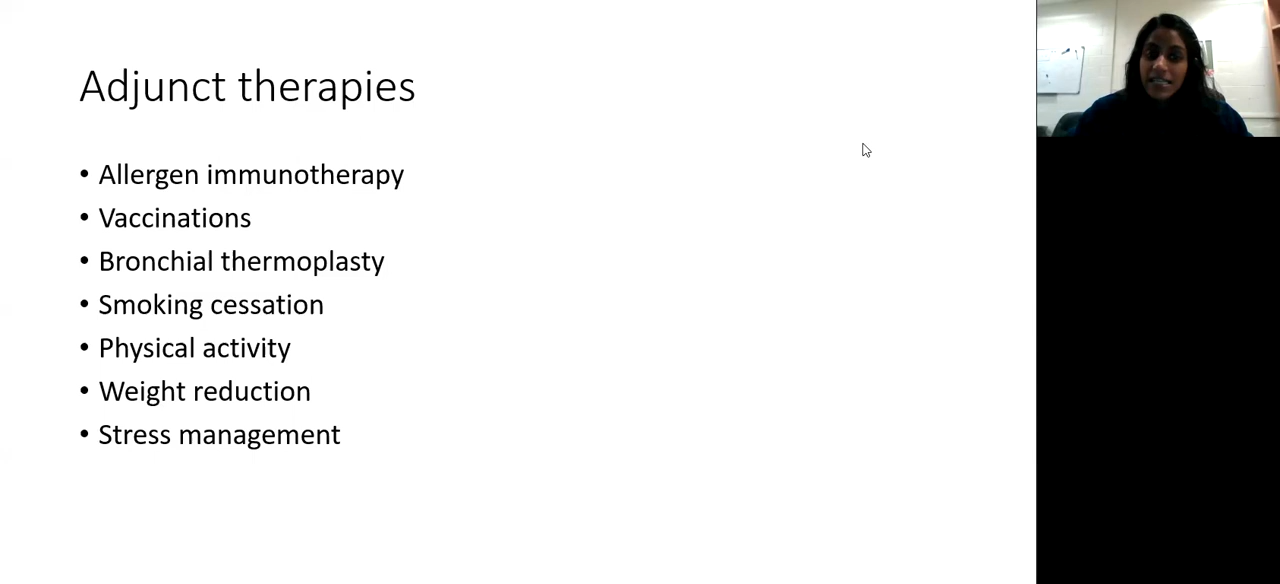 Adjunct therapies
• Allergen immunotherapy
• Vaccinations
• Bronchial thermoplasty
• Smoking cessation
• Physical activity
• Weight reduction
• Stress management